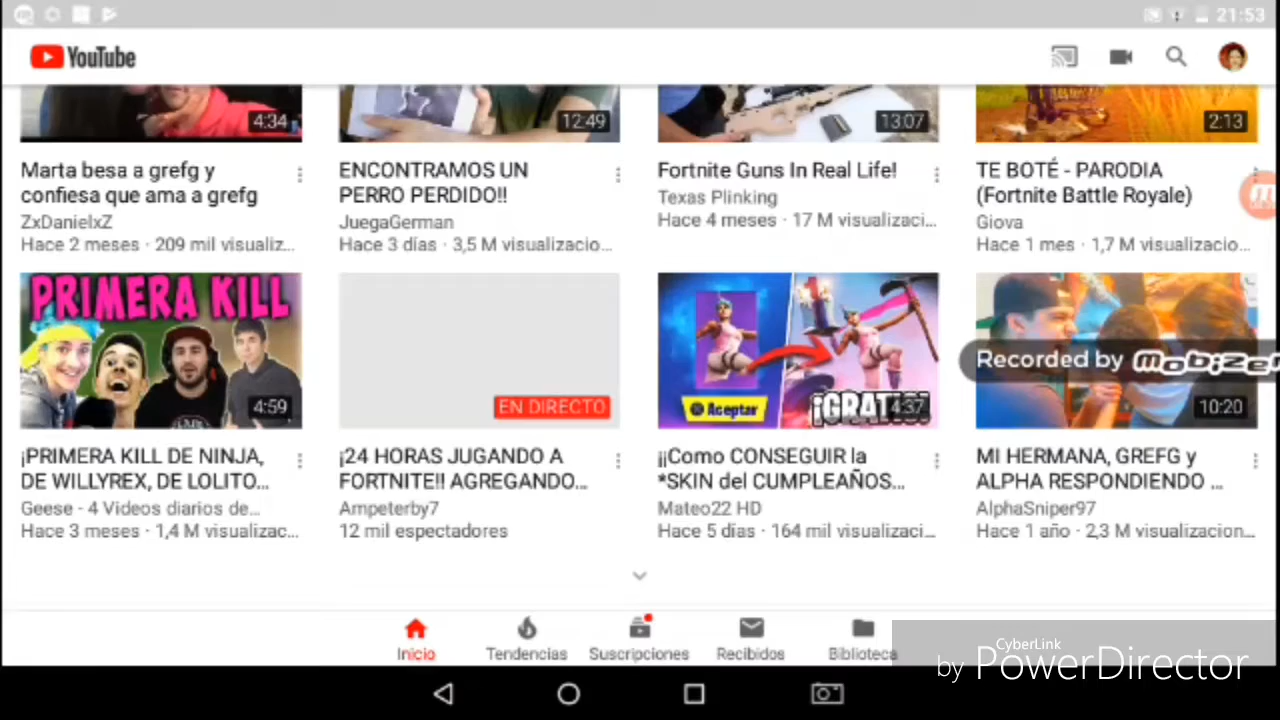 21:53
YouTube
4:34
12:49
13:07
2:13
Marta besa a grefg y
confiesa que ama a grefg
ZxDanielxZ
Hace 2 meses · 209 mil visualiz...
ENCONTRAMOS UN
PERRO PERDIDO!!
JuegaGerman
Hace 3 días · 3,5 M visualizacio...
Fortnite Guns In Real Life!
Texas Plinking
Hace 4 meses · 17 M visualizaci...
TE BOTÉ - PARODIA
(Fortnite Battle Royale)
Giova
Hace 1 mes · 1,7 M visualizacio...
PRIMERA KILL
4:59
EN DIRECTO
Aceptar
¡GRATIS!
4:37
Recorded by mobizen
10:20
¡PRIMERA KILL DE NINJA,
DE WILLYREX, DE LOLITO...
Geese - 4 Videos diarios de...
Hace 3 meses · 1,4 M visualizac...
¡24 HORAS JUGANDO A
FORTNITE!! AGREGANDO...
Ampeterby7
12 mil espectadores
¡¡Como CONSEGUIR la
*SKIN del CUMPLEAÑOS...
Mateo22 HD
Hace 5 días · 164 mil visualizaci...
MI HERMANA, GREFG y
ALPHA RESPONDIENDO ...
AlphaSniper97
Hace 1 año · 2,3 M visualizacion...
Inicio
Tendencias
Suscripciones
Recibidos
Biblioteca
CyberLink
by PowerDirector